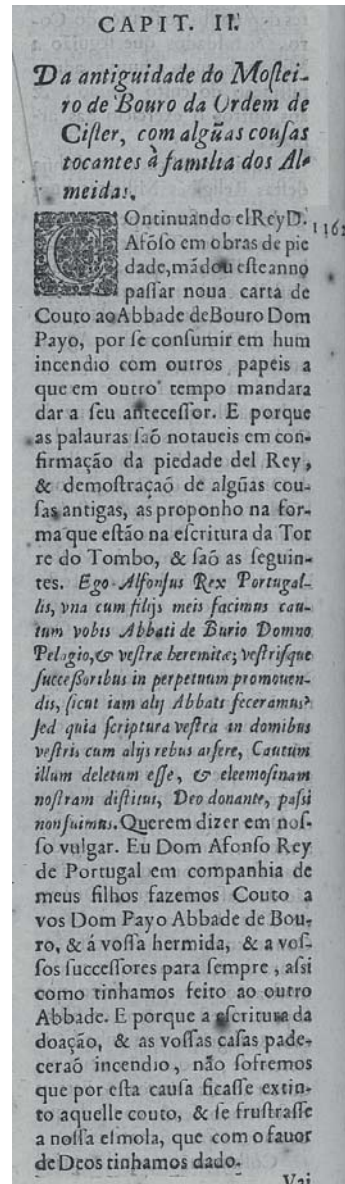 CAPIT. II.
Da antiguidade do Moſtei-
ro de Bouro da Ordem de
Ciſter, com algũas couſas
tocantes á familia dos Al-
meidas.
COntinuando elRey D.
Afõſo em obras de pie
dade, mãdou eſte anno
paſſar noua carta de
Couto ao Abbade de Bouro Dom
Payo, por ſe conſumir em hum
incendio com outros papeis a
que em outro tempo mandara
dar a ſeu anteceſſor. E porque
as palauras ſaõ notaueis em con-
firmação da piedade del Rey,
& demoſtraçaõ de algũas cou-
ſas antigas, as proponho na for-
ma que eſtão na eſcritura da Tor
re do Tombo, & ſaõ as ſeguin-
tes. Ego Alfonſus Rex Portugal-
lis, vna cum filijs meis facimus cau-
tum vobis Abbati de Burio Domno
Pelagio, & veſtræ heremitæ; veſtriſque
ſucceßoribus in perpetuum promouen-
dis, ſicut iam alij Abbati feceramus?
ſed quia ſcriptura veſtra in domibus
veſtris cum alijs rebus arſere, Cautum
illum deletum eſſe, & eleemoſinam
noſtram diſtitui, Deo donante, paſsi
non fuimus. Querem dizer em noſ-
ſo vulgar. Eu Dom Afonſo Rey
de Portugal em companhia de
meus filhos fazemos Couto a
vos Dom Payo Abbade de Bou-
ro, & á voſſa hermida, & a voſ-
ſos ſucceſſores para ſempre, aſsi
como tinhamos feito ao outro
Abbade. E porque a eſcritura da
doação, & as voſſas caſas pade-
ceraõ incendio, não ſofremos
que por eſta cauſa ficaſſe extin-
to aquelle couto, & ſe fruſtraſſe
a noſſa eſmola, que com o fauor
de Deos tinhamos dado.